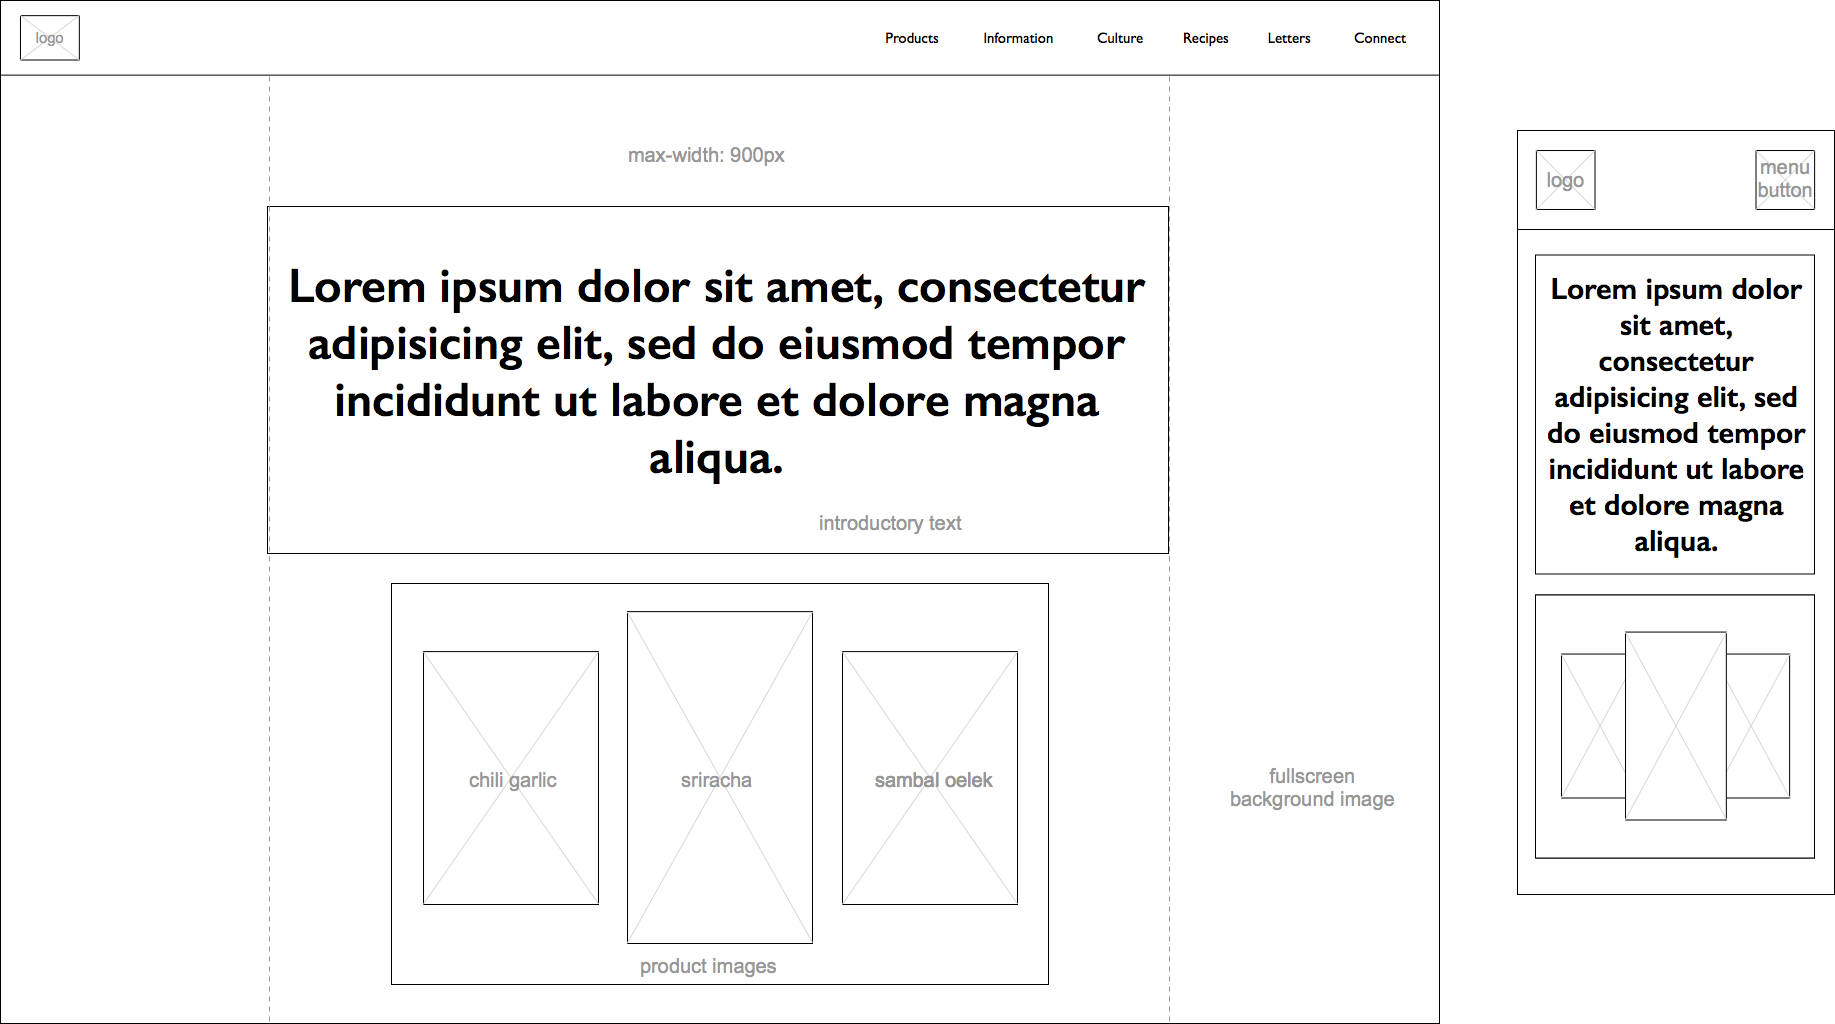 logo
Products Information Culture Recipes Letters Connect
max-width: 900px
Lorem ipsum dolor sit amet, consectetur
adipisicing elit, sed do eiusmod tempor
incididunt ut labore et dolore magna
aliqua.
introductory text
chili garlic
sriracha
sambal oelek
product images
fullscreen
background image
logo
menu
button
Lorem ipsum dolor
sit amet,
consectetur
adipisicing elit, sed
do eiusmod tempor
incididunt ut labore
et dolore magna
aliqua.